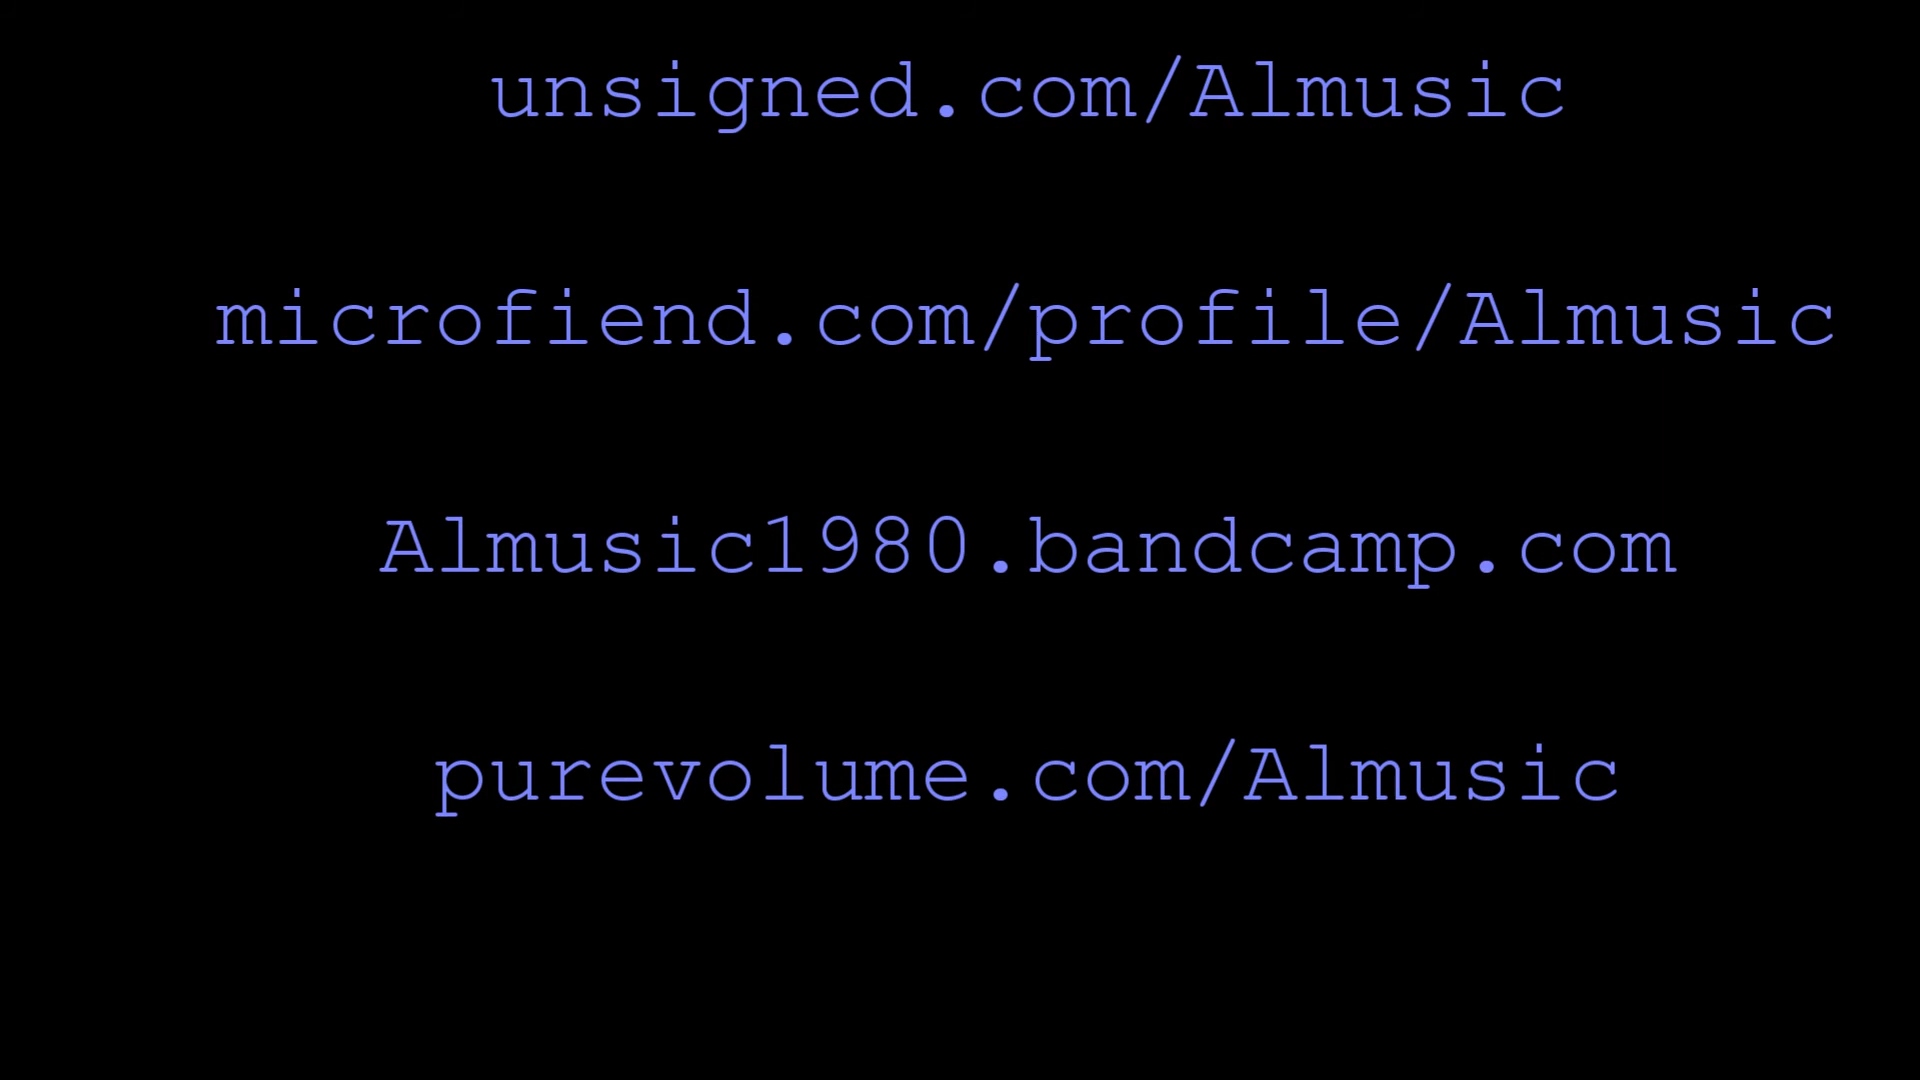 unsigned.com/Almusic
microfiend.com/profile/Almusic
Almusic1980.bandcamp.com
purevolume.com/Almusic